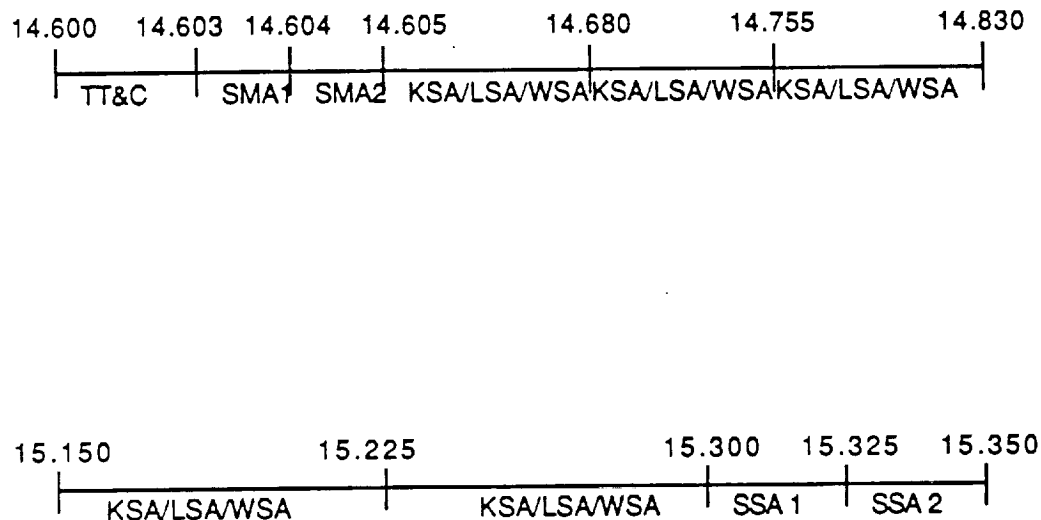 14.600 14.603 14.604 14.605 14.680 14.755 14.830
TT&C SMA1 SMA2 KSA/LSA/WSA KSA/LSA/WSA KSA/LSA/WSA
15.150 15.225 15.300 15.325 15.350
KSA/LSA/WSA KSA/LSA/WSA SSA 1 SSA 2